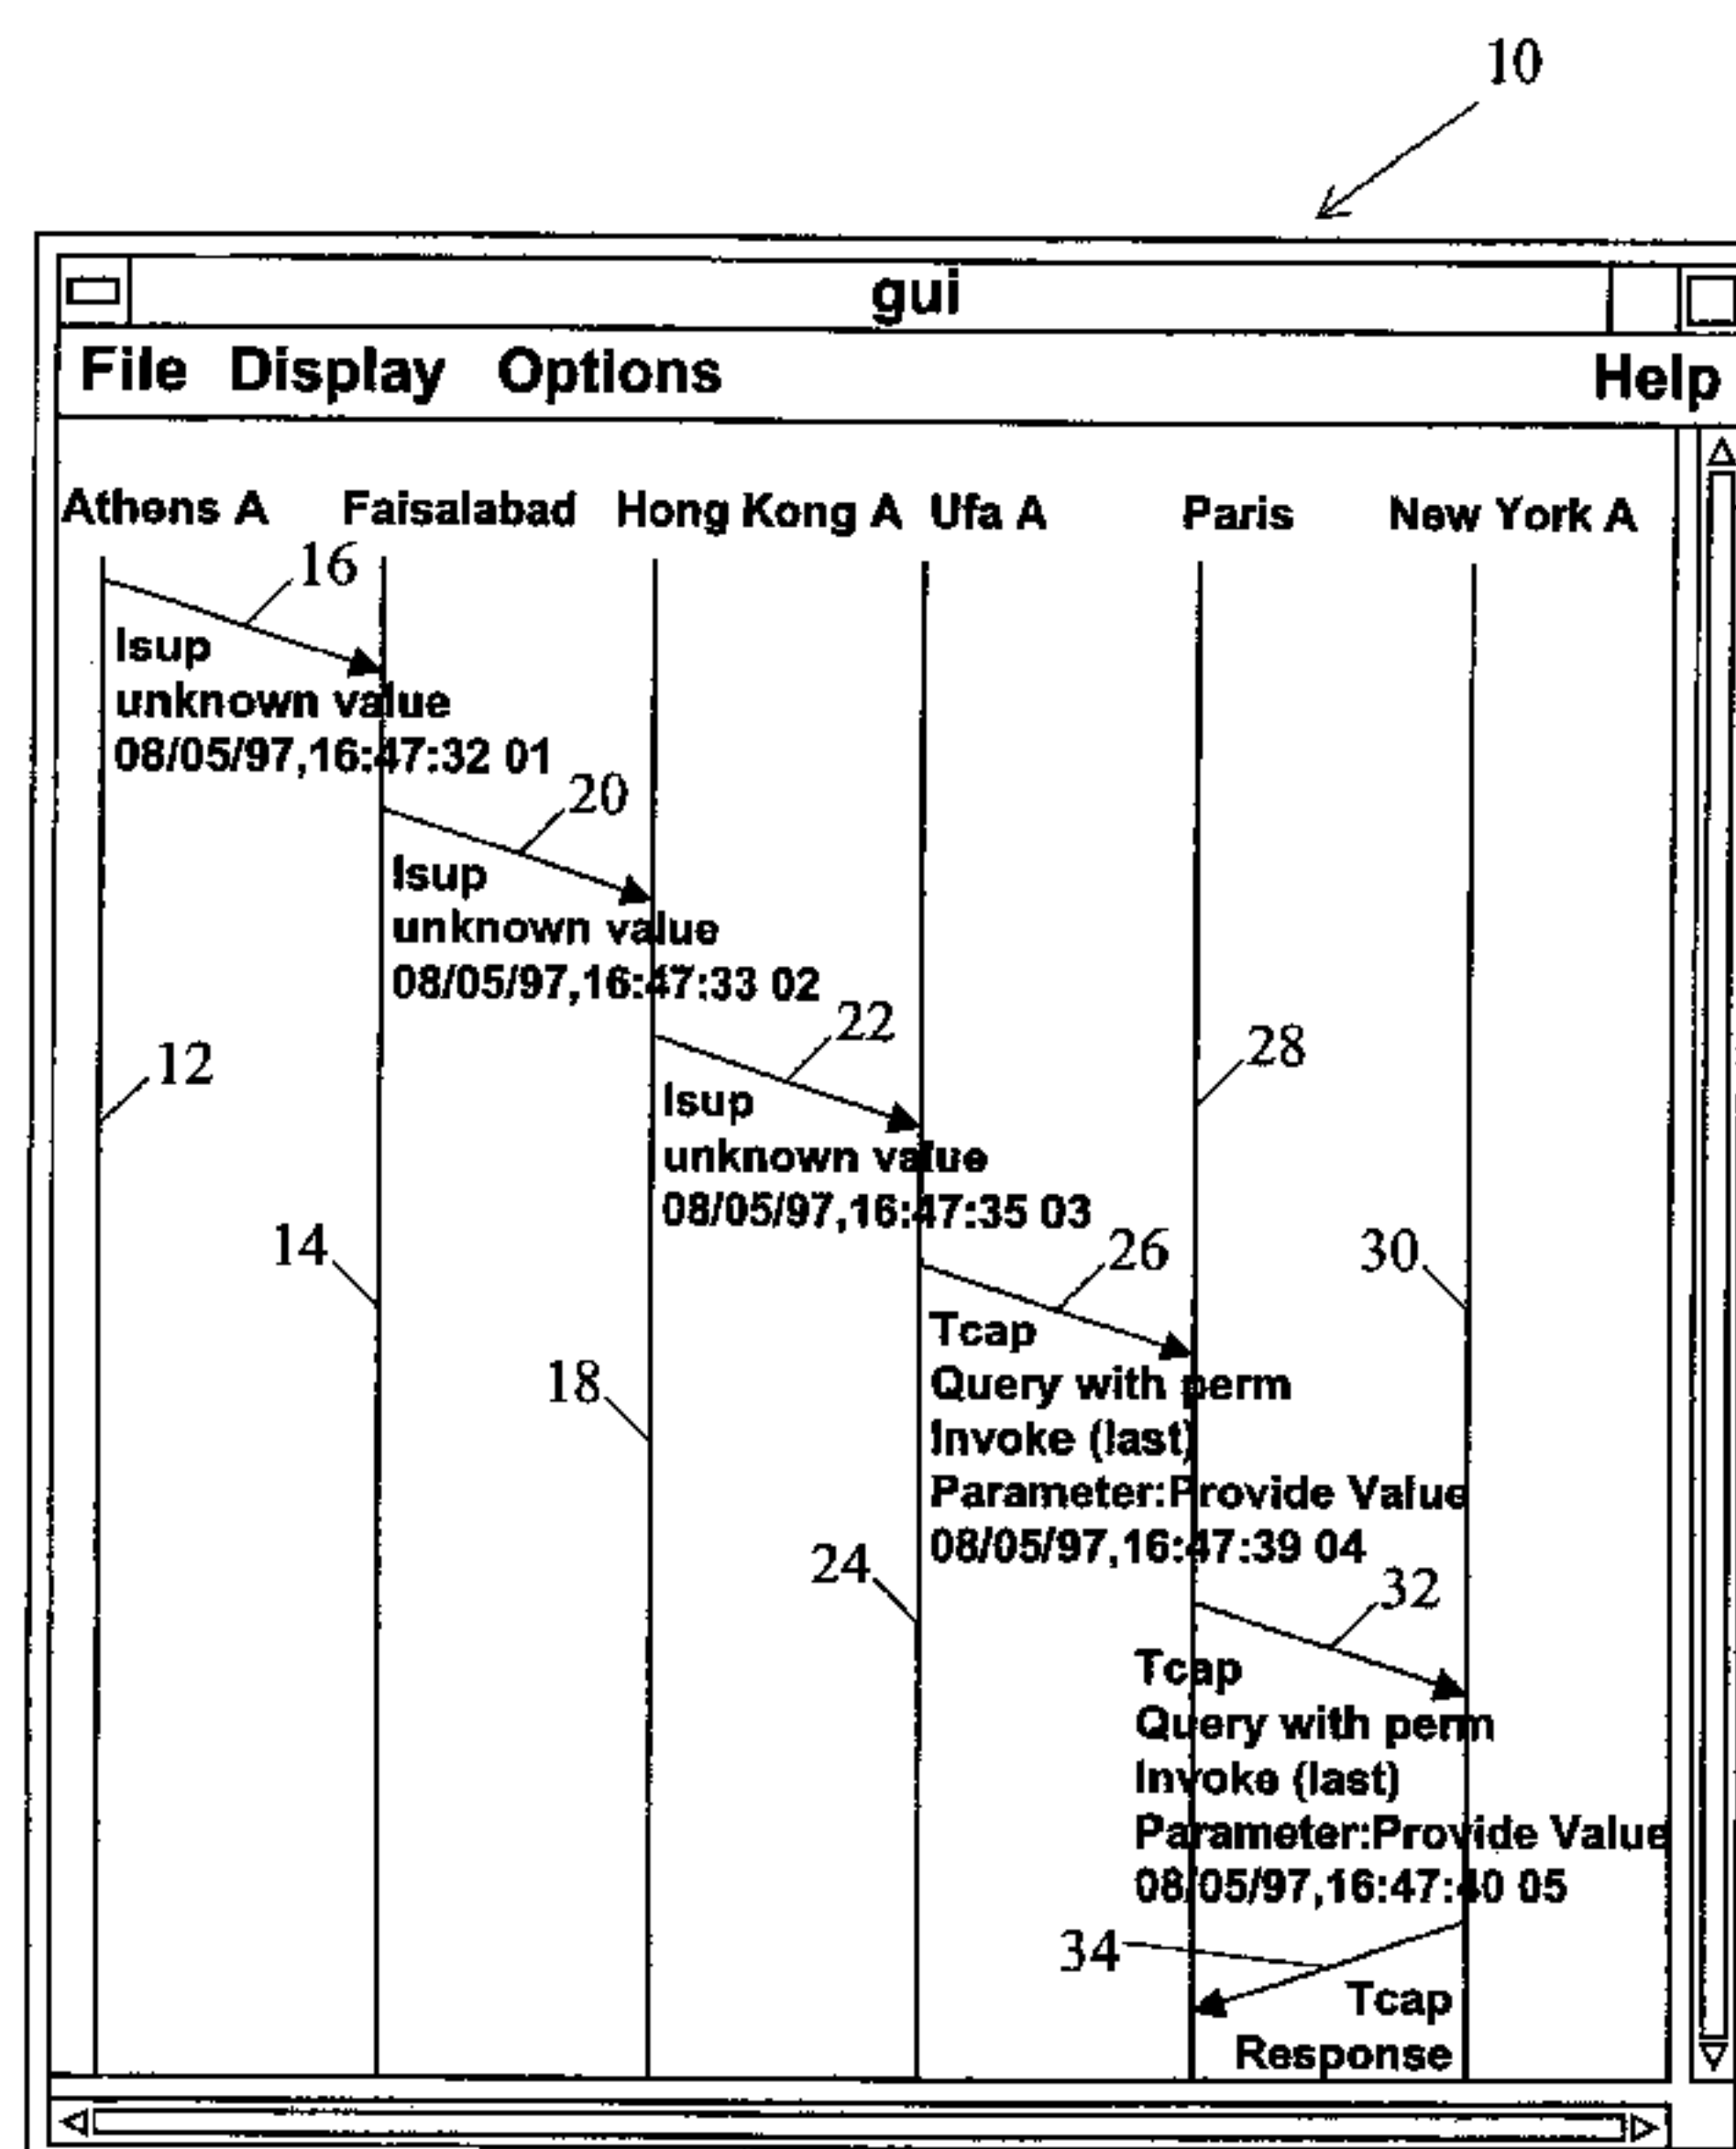 10
gui
File Display Options Help
Athens A Faisalabad Hong Kong A Ufa A Paris New York A
16
Isup
unknown value
08/05/97,16:47:32 01
20
Isup
unknown value
08/05/97,16:47:33 02
22
28
12
Isup
unknown value
08/05/97,16:47:35 03
14
26
30
Tcap
Query with perm
Invoke (last)
Parameter:Provide Value
08/05/97,16:47:39 04
18
24
32
Tcap
Query with perm
Invoke (last)
Parameter:Provide Value
08/05/97,16:47:40 05
34
Tcap
Response